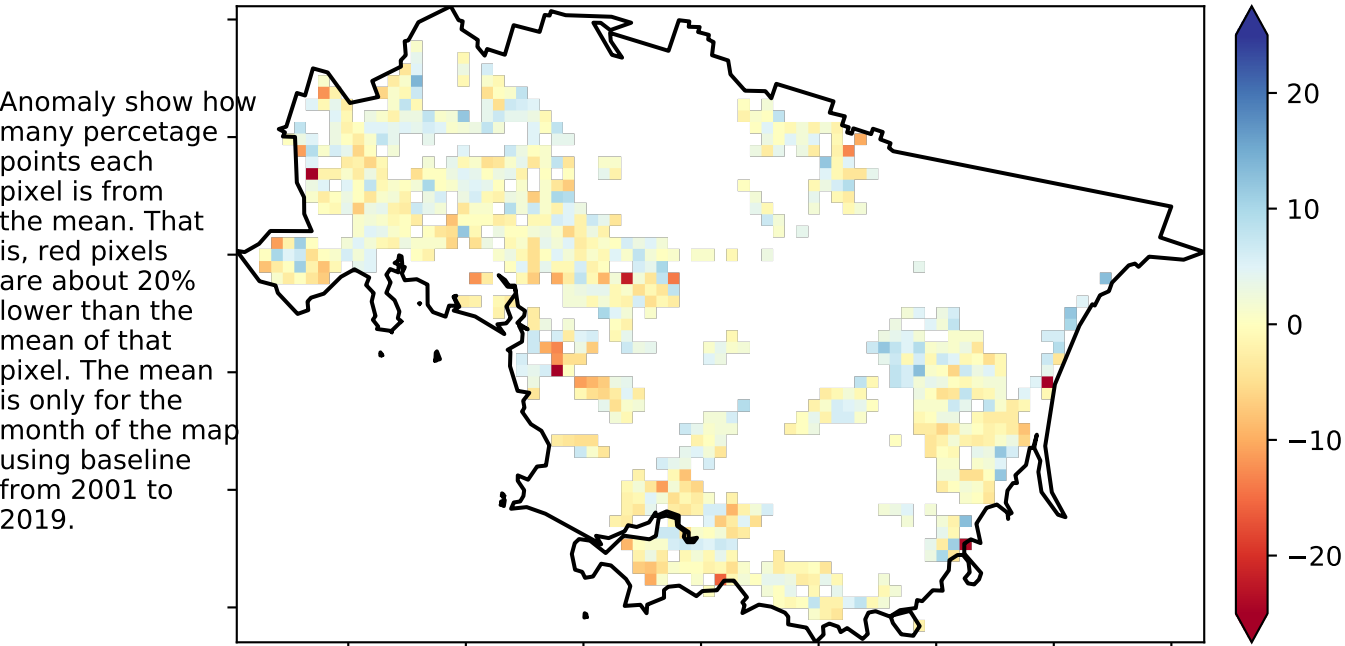 Anomaly show how
many percetage
points each
pixel is from
the mean. That
is, red pixels
are about 20%
lower than the
mean of that
pixel. The mean
is only for the
month of the map
using baseline
from 2001 to
2019.
20
10
0
−10
−20